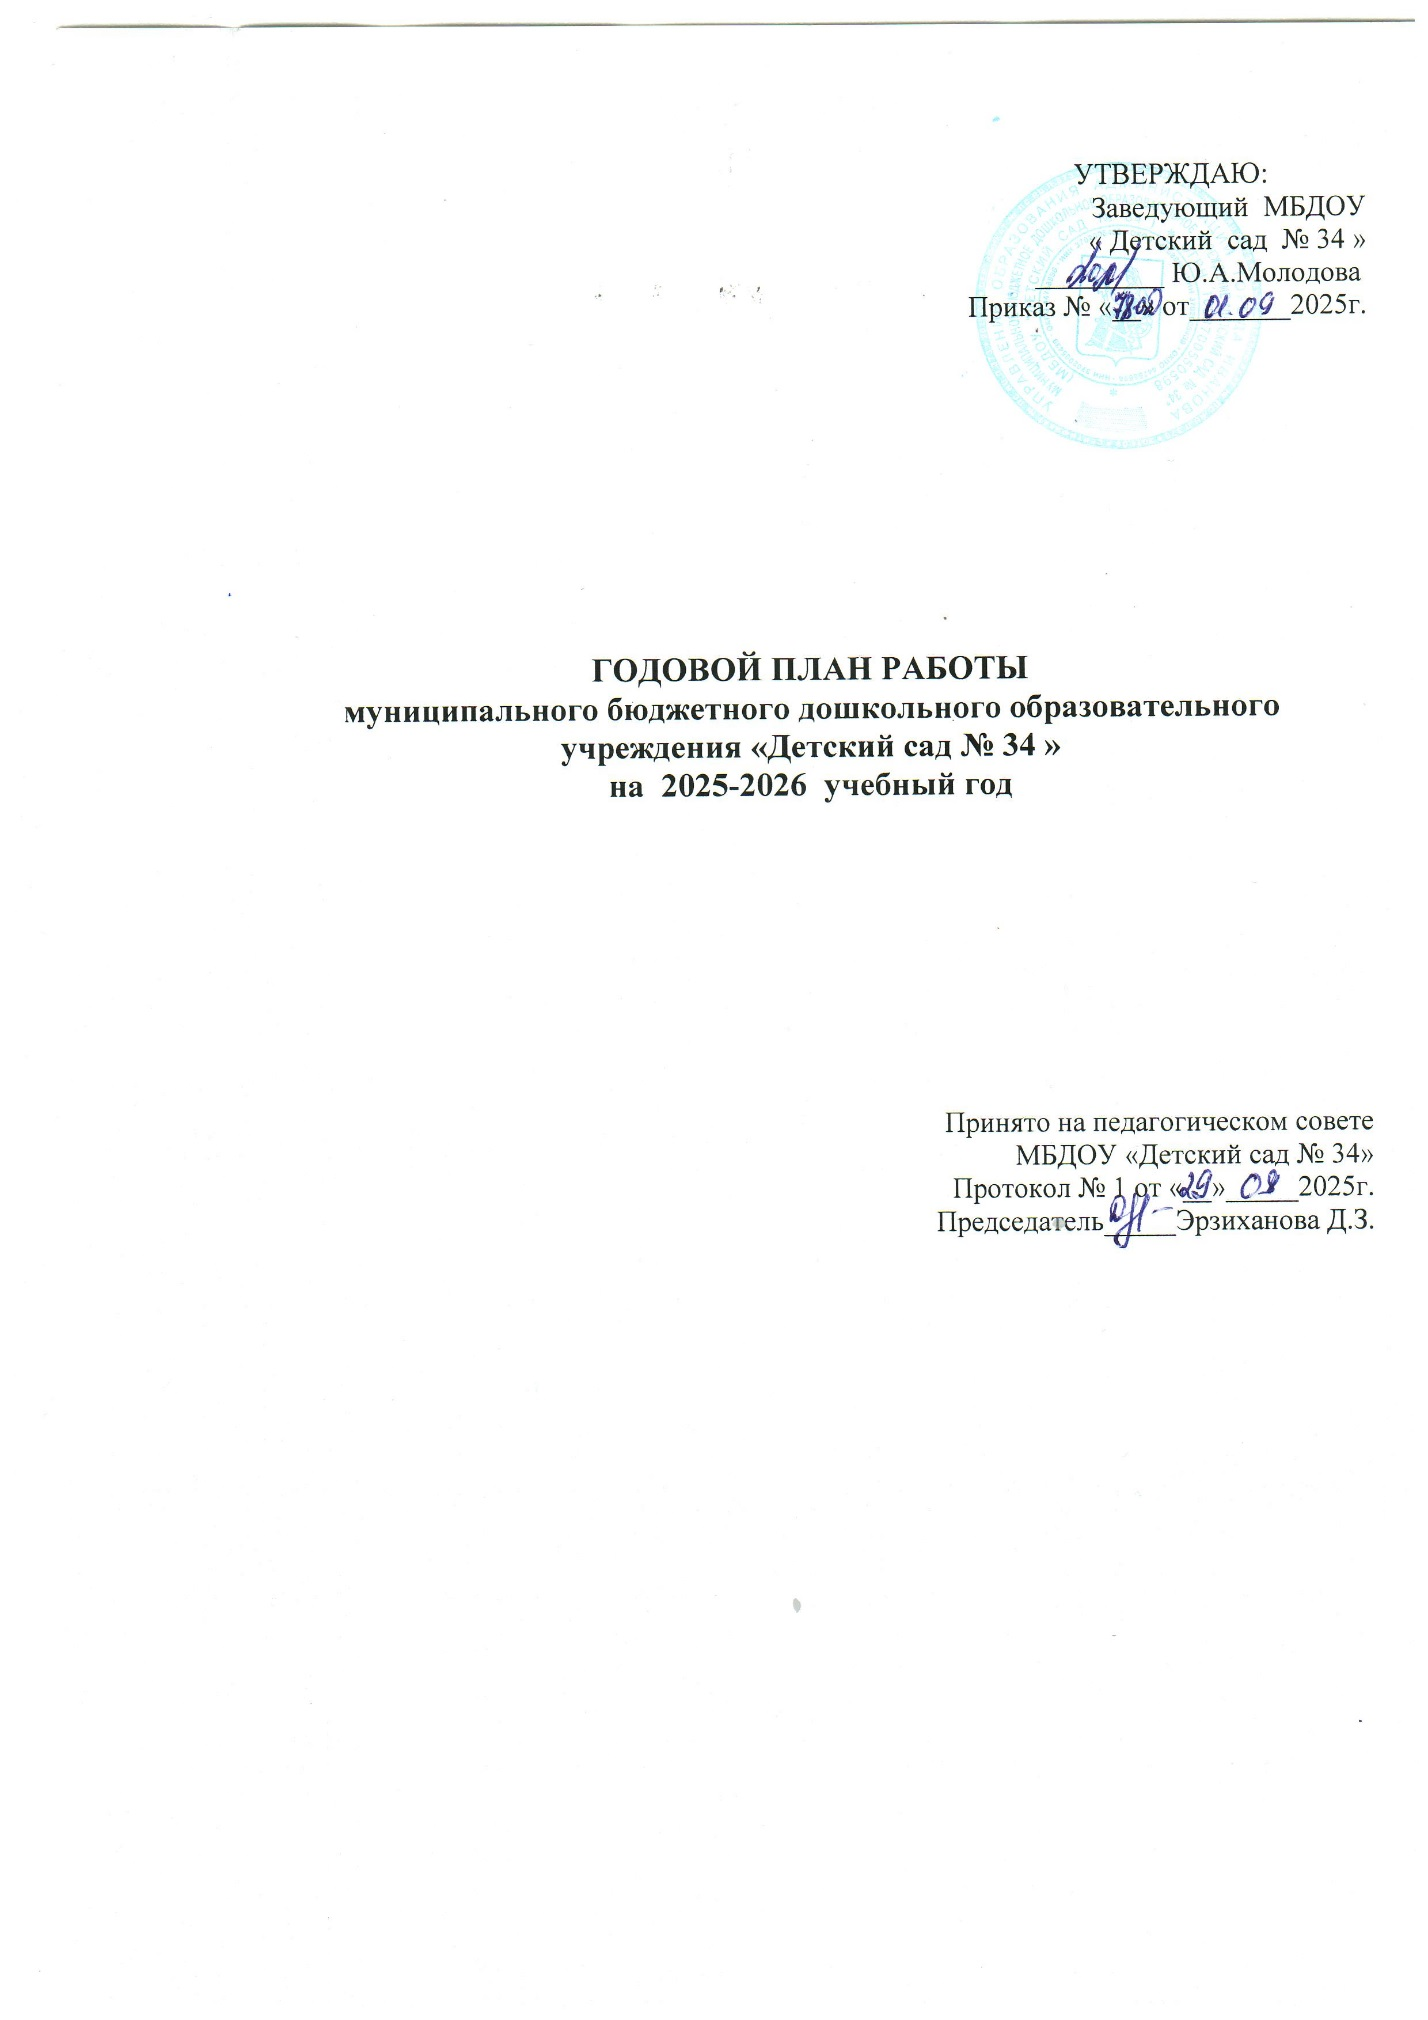 УТВЕРЖДАЮ:
Заведующий МБДОУ
« Детский сад № 34 »
Ю.А.Молодова
Приказ № « » от 01.09 2025г.
ГОДОВОЙ ПЛАН РАБОТЫ
муниципального бюджетного дошкольного образовательного
учреждения «Детский сад № 34 »
на 2025-2026 учебный год
Принято на педагогическом совете
МБДОУ «Детский сад № 34»
Протокол № 1 от «29» 08 2025г.
Председатель Эрзиханова Д.З.